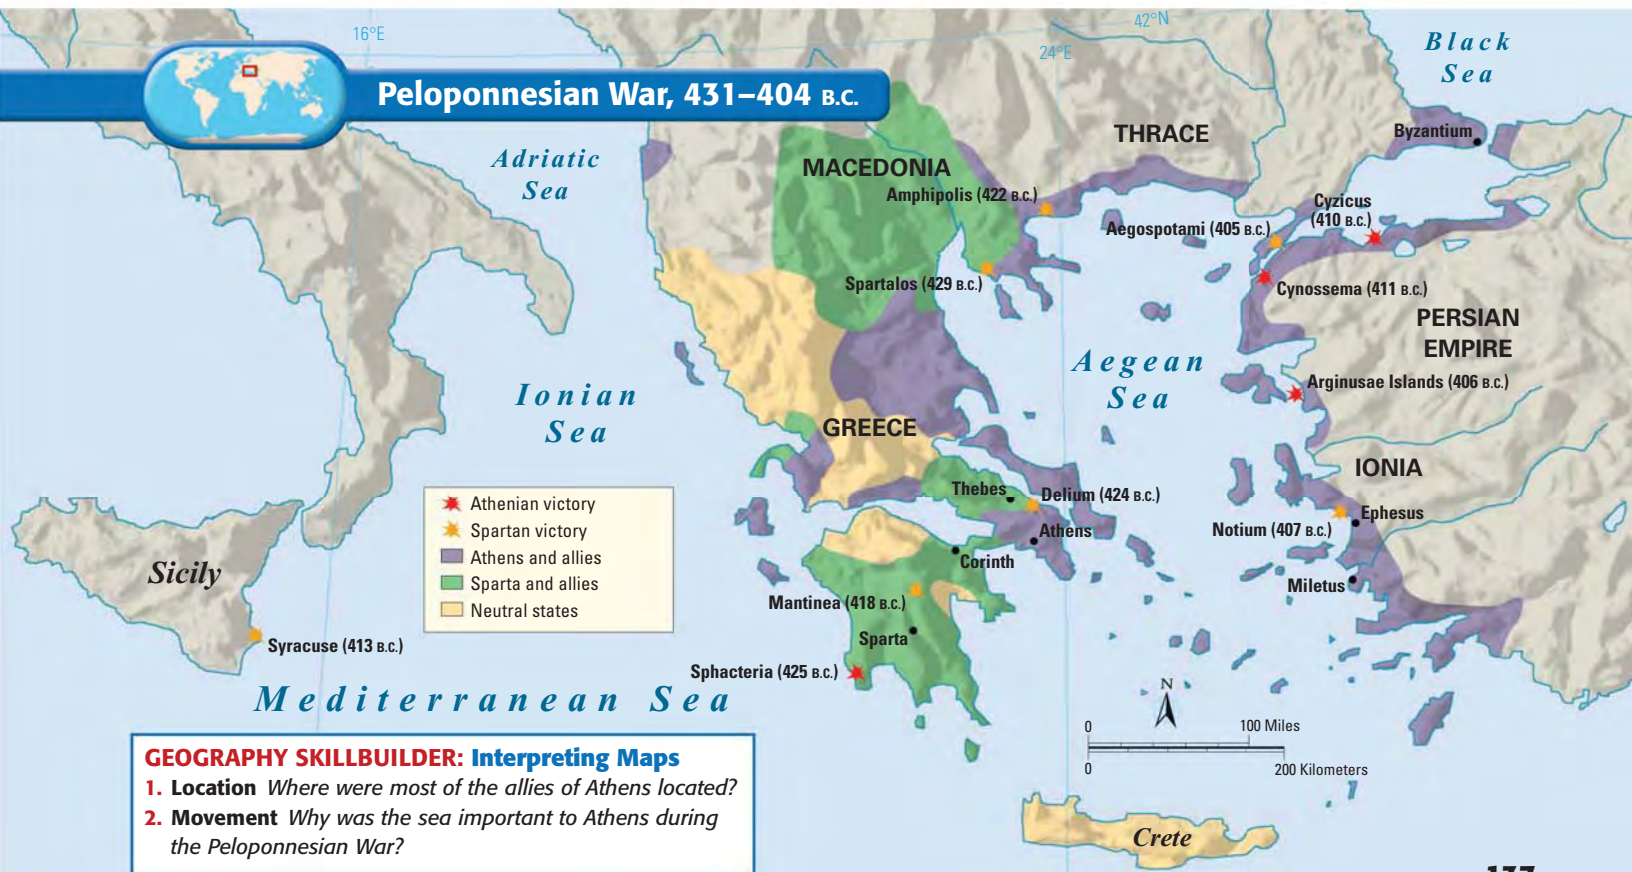 16°E
42°N
24°E
Black
Sea
Peloponnesian War, 431–404 B.C.
Adriatic
Sea
THRACE
Byzantium
MACEDONIA
Amphipolis (422 B.C.)
Cyzicus
(410 B.C.)
Aegospotami (405 B.C.)
Spartalos (429 B.C.)
Cynossema (411 B.C.)
PERSIAN
EMPIRE
Aegean
Sea
Arginusae Islands (406 B.C.)
Ionian
Sea
GREECE
IONIA
Athenian victory
Spartan victory
Athens and allies
Sparta and allies
Neutral states
Thebes
Delium (424 B.C.)
Athens
Ephesus
Notium (407 B.C.)
Corinth
Sicily
Miletus
Mantinea (418 B.C.)
Sparta
Syracuse (413 B.C.)
Sphacteria (425 B.C.)
Mediterranean Sea
N
0 100 Miles
0 200 Kilometers
Crete
GEOGRAPHY SKILLBUILDER: Interpreting Maps
1. Location Where were most of the allies of Athens located?
2. Movement Why was the sea important to Athens during
the Peloponnesian War?